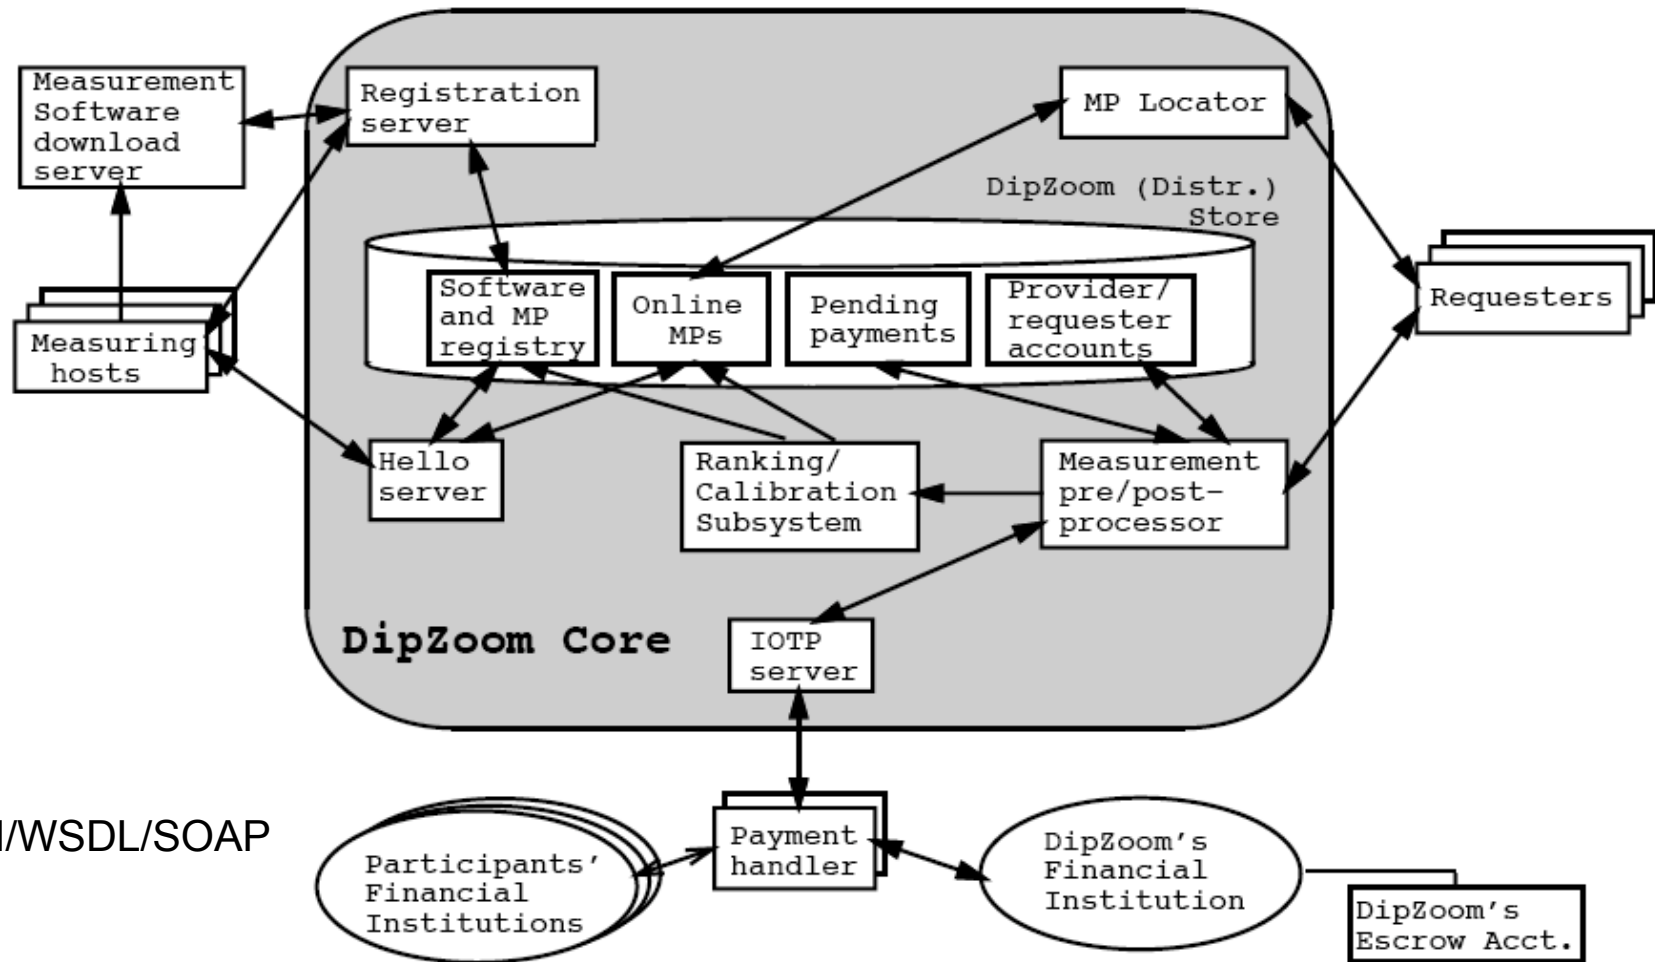 Measurement
Software
download
server
Registration
server
MP Locator
DipZoom (Distr.)
Store
Software
and MP
registry
Online
MPs
Pending
payments
Provider/
requester
accounts
Requesters
Measuring
hosts
Hello
server
Ranking/
Calibration
Subsystem
Measurement
pre/post-
processor
DipZoom Core
IOTP
server
/WSDL/SOAP
Participants'
Financial
Institutions
Payment
handler
DipZoom's
Financial
Institution
DipZoom's
Escrow Acct.